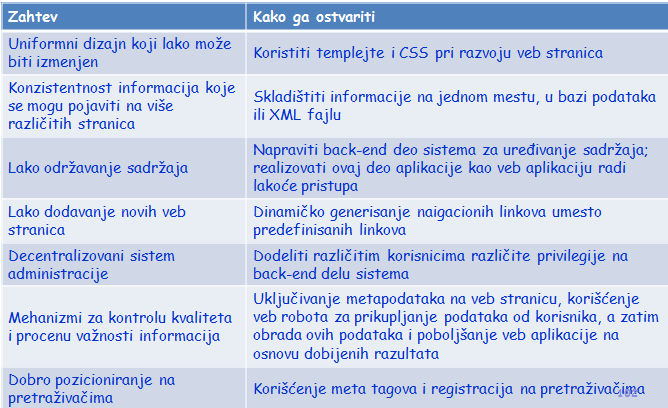 Zahtev
Kako ga ostvariti
Uniformni dizajn koji lako može
biti izmenjen
Koristiti templejte i CSS pri razvoju veb stranica
Konzistentnost informacija koje
se mogu pojaviti na više
različitih stranica
Skladištiti informacije na jednom mestu, u bazi podataka
ili XML fajlu
Lako održavanje sadržaja
Napraviti back-end deo sistema za uređivanje sadržaja;
realizovati ovaj deo aplikacije kao veb aplikaciju radi
lakoće pristupa
Lako dodavanje novih veb
stranica
Dinamičko generisanje naigacionih linkova umesto
predefinisanih linkova
Decentralizovani sistem
administracije
Dodeliti različitim korisnicima različite privilegije na
back-end delu sistema
Mehanizmi za kontrolu kvaliteta
i procenu važnosti informacija
Uključivanje metapodataka na veb stranicu, korišćenje
veb robota za prikupljanje podataka od korisnika, a zatim
obrada ovih podataka i poboljšanje veb aplikacije na
osnovu dobijenih razultata
Dobro pozicioniranje na
pretraživačima
Korišćenje meta tagova i registracija na pretraživačima
102